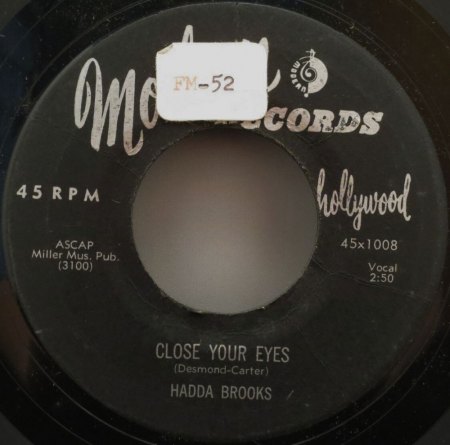 FM-52
RECORDS
hollywood
45 RPM
45x1008
ASCAP
Miller Mus. Pub.
(3100)
Vocal
2:50
CLOSE YOUR EYES
(Desmond-Carter)
HADDA BROOKS